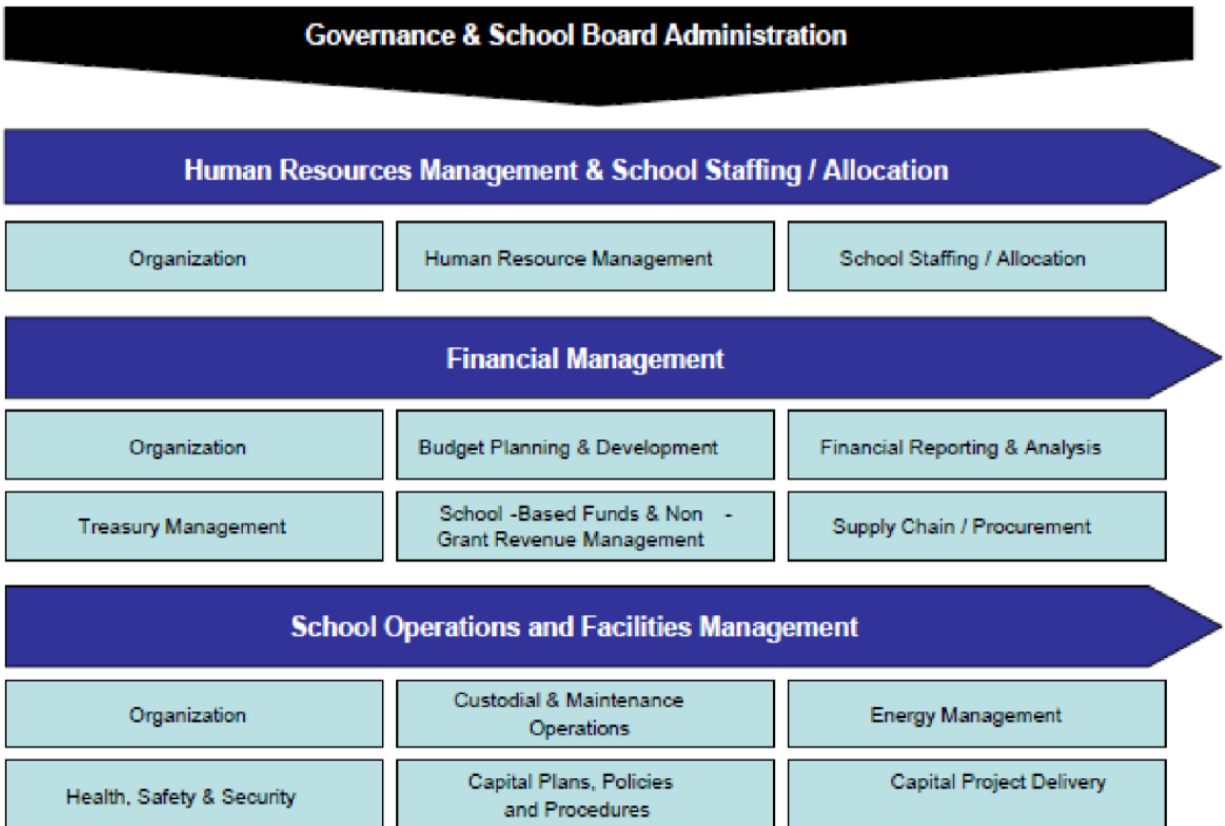 Governance & School Board Administration
Human Resources Management & School Staffing / Allocation
Organization
Human Resource Management
School Staffing / Allocation
Financial Management
Organization
Budget Planning & Development
Financial Reporting & Analysis
Treasury Management
School -Based Funds & Non -
Grant Revenue Management
Supply Chain / Procurement
School Operations and Facilities Management
Organization
Custodial & Maintenance
Operations
Energy Management
Health, Safety & Security
Capital Plans, Policies
and Procedures
Capital Project Delivery